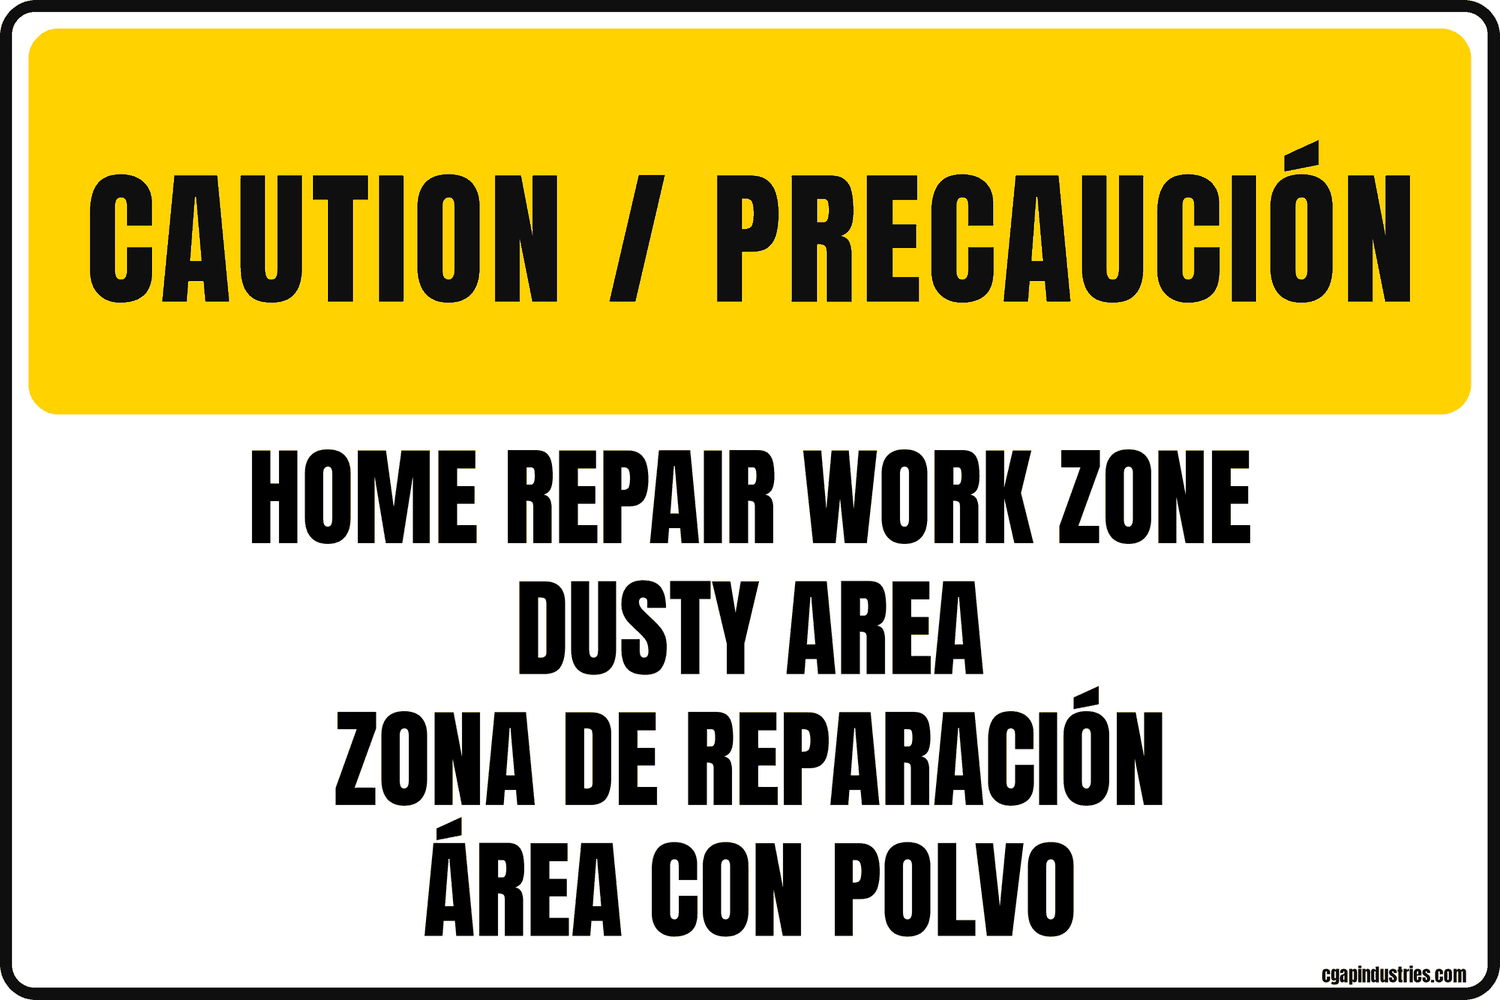 CAUTION / PRECAUCIÓN
HOME REPAIR WORK ZONE
DUSTY AREA
ZONA DE REPARACIÓN
ÁREA CON POLVO
cgapindustries.com